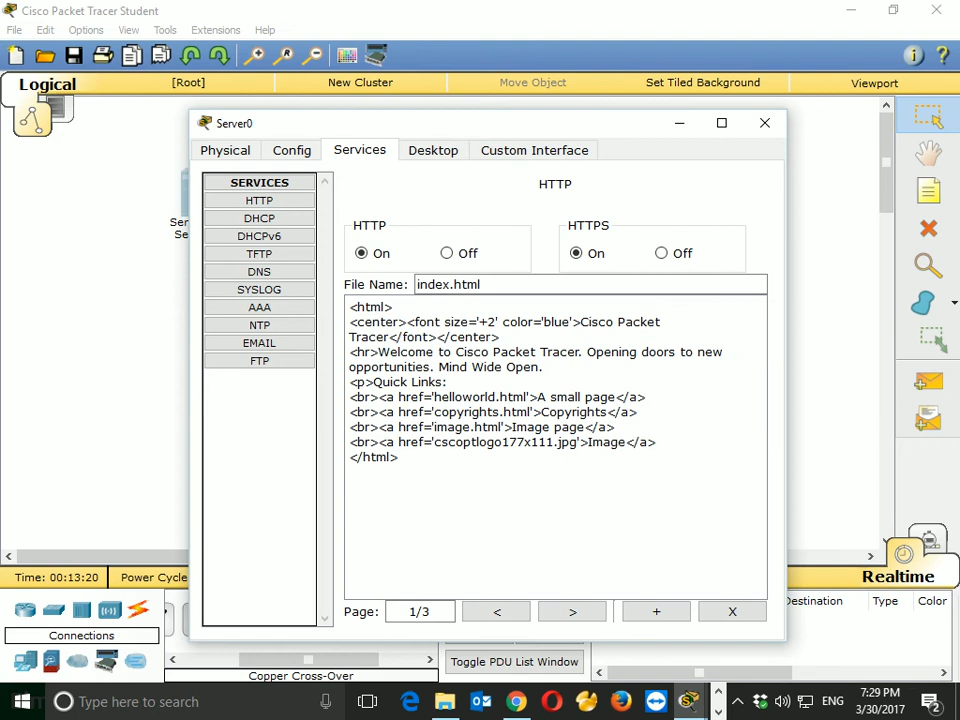 Cisco Packet Tracer Student
File Edit Options View Tools Extensions Help
Logical [Root] New Cluster Move Object Set Tiled Background Viewport
Server0
Physical Config Services Desktop Custom Interface
SERVICES
HTTP
DHCP
DHCPv6
TFTP
DNS
SYSLOG
AAA
NTP
EMAIL
FTP
HTTP
HTTP HTTPS
On Off On Off
File Name: index.html
<html>
<center><font size='+2' color='blue'>Cisco Packet
Tracer</font></center>
<hr>Welcome to Cisco Packet Tracer. Opening doors to new
opportunities. Mind Wide Open.
<p>Quick Links:
<br><a href='helloworld.html'>A small page</a>
<br><a href='copyrights.html'>Copyrights</a>
<br><a href='image.html'>Image page</a>
<br><a href='cscoptlogo177x111.jpg'>Image</a>
</html>
Page: 1/3 < > + X
Ser
Se
Time: 00:13:20 Power Cycle
Realtime
Destination Type Color
Connections
Copper Cross-Over
Toggle PDU List Window
Type here to search
ENG
7:29 PM
3/30/2017
2